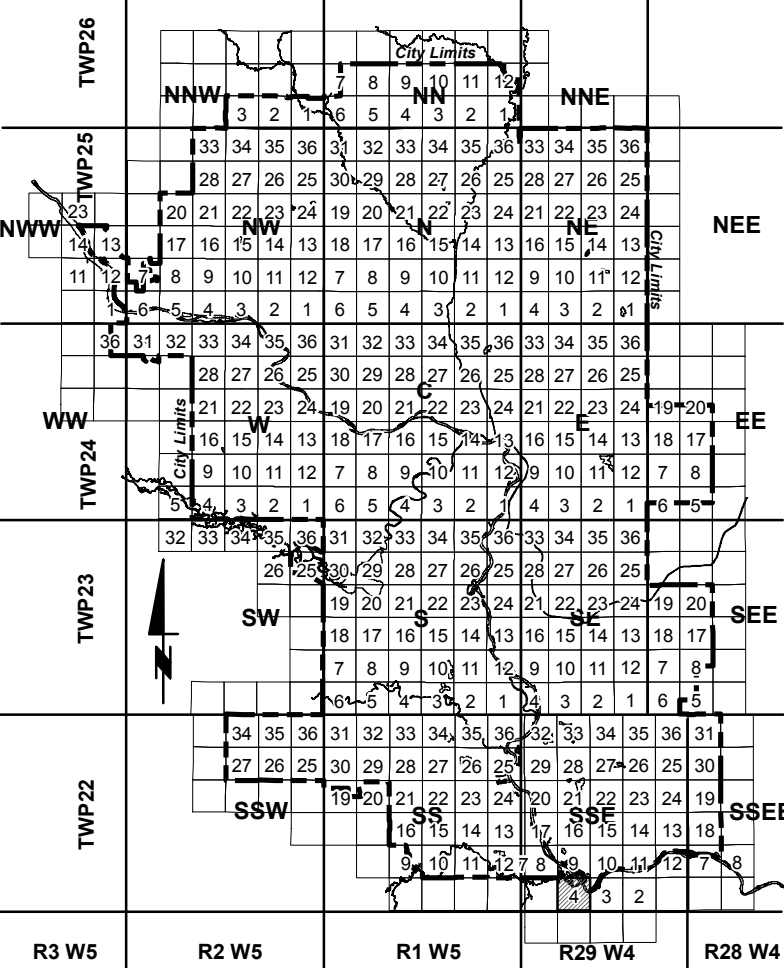 TWP26
City Limits
7 8 9 10 11 12
NNW NN NNE
3 2 1 6 5 4 3 2 1
TWP25
33 34 35 36 31 32 33 34 35 36 33 34 35 36
28 27 26 25 30 29 28 27 26 25 28 27 26 25
23 20 21 22 23 24 19 20 21 22 23 24 21 22 23 24
NWW NW N NE NEE
14 13 17 16 15 14 13 18 17 16 15 14 13 16 15 14 13
City Limits
11 12 7 8 9 10 11 12 7 8 9 10 11 12 9 10 11 12
1 6 5 4 3 2 1 6 5 4 3 2 1 4 3 2 1
36 31 32 33 34 35 36 31 32 33 34 35 36 33 34 35 36
28 27 26 25 30 29 28 27 26 25 28 27 26 25
C
21 22 23 24 19 20 21 22 23 24 21 22 23 24 19 20
WW W E EE
City Limits
16 15 14 13 18 17 16 15 14 13 16 15 14 13 18 17
TWP24
9 10 11 12 7 8 9 10 11 12 9 10 11 12 7 8
5 4 3 2 1 6 5 4 3 2 1 4 3 2 1 6 5
32 33 34 35 36 31 32 33 34 35 36 33 34 35 36
26 25 30 29 28 27 26 25 28 27 26 25
TWP23
19 20 21 22 23 24 21 22 23 24 19 20
SW S SE SEE
N
18 17 16 15 14 13 16 15 14 13 18 17
7 8 9 10 11 12 9 10 11 12 7 8
6 5 4 3 2 1 4 3 2 1 6 5
34 35 36 31 32 33 34 35 36 32 33 34 35 36 31
27 26 25 30 29 28 27 26 25 29 28 27 26 25 30
TWP22
19 20 21 22 23 24 20 21 22 23 24 19
SSW SS SSE SSEE
16 15 14 13 17 16 15 14 13 18
9 10 11 12 7 8 9 10 11 12 7 8
4 3 2
R3 W5 R2 W5 R1 W5 R29 W4 R28 W4